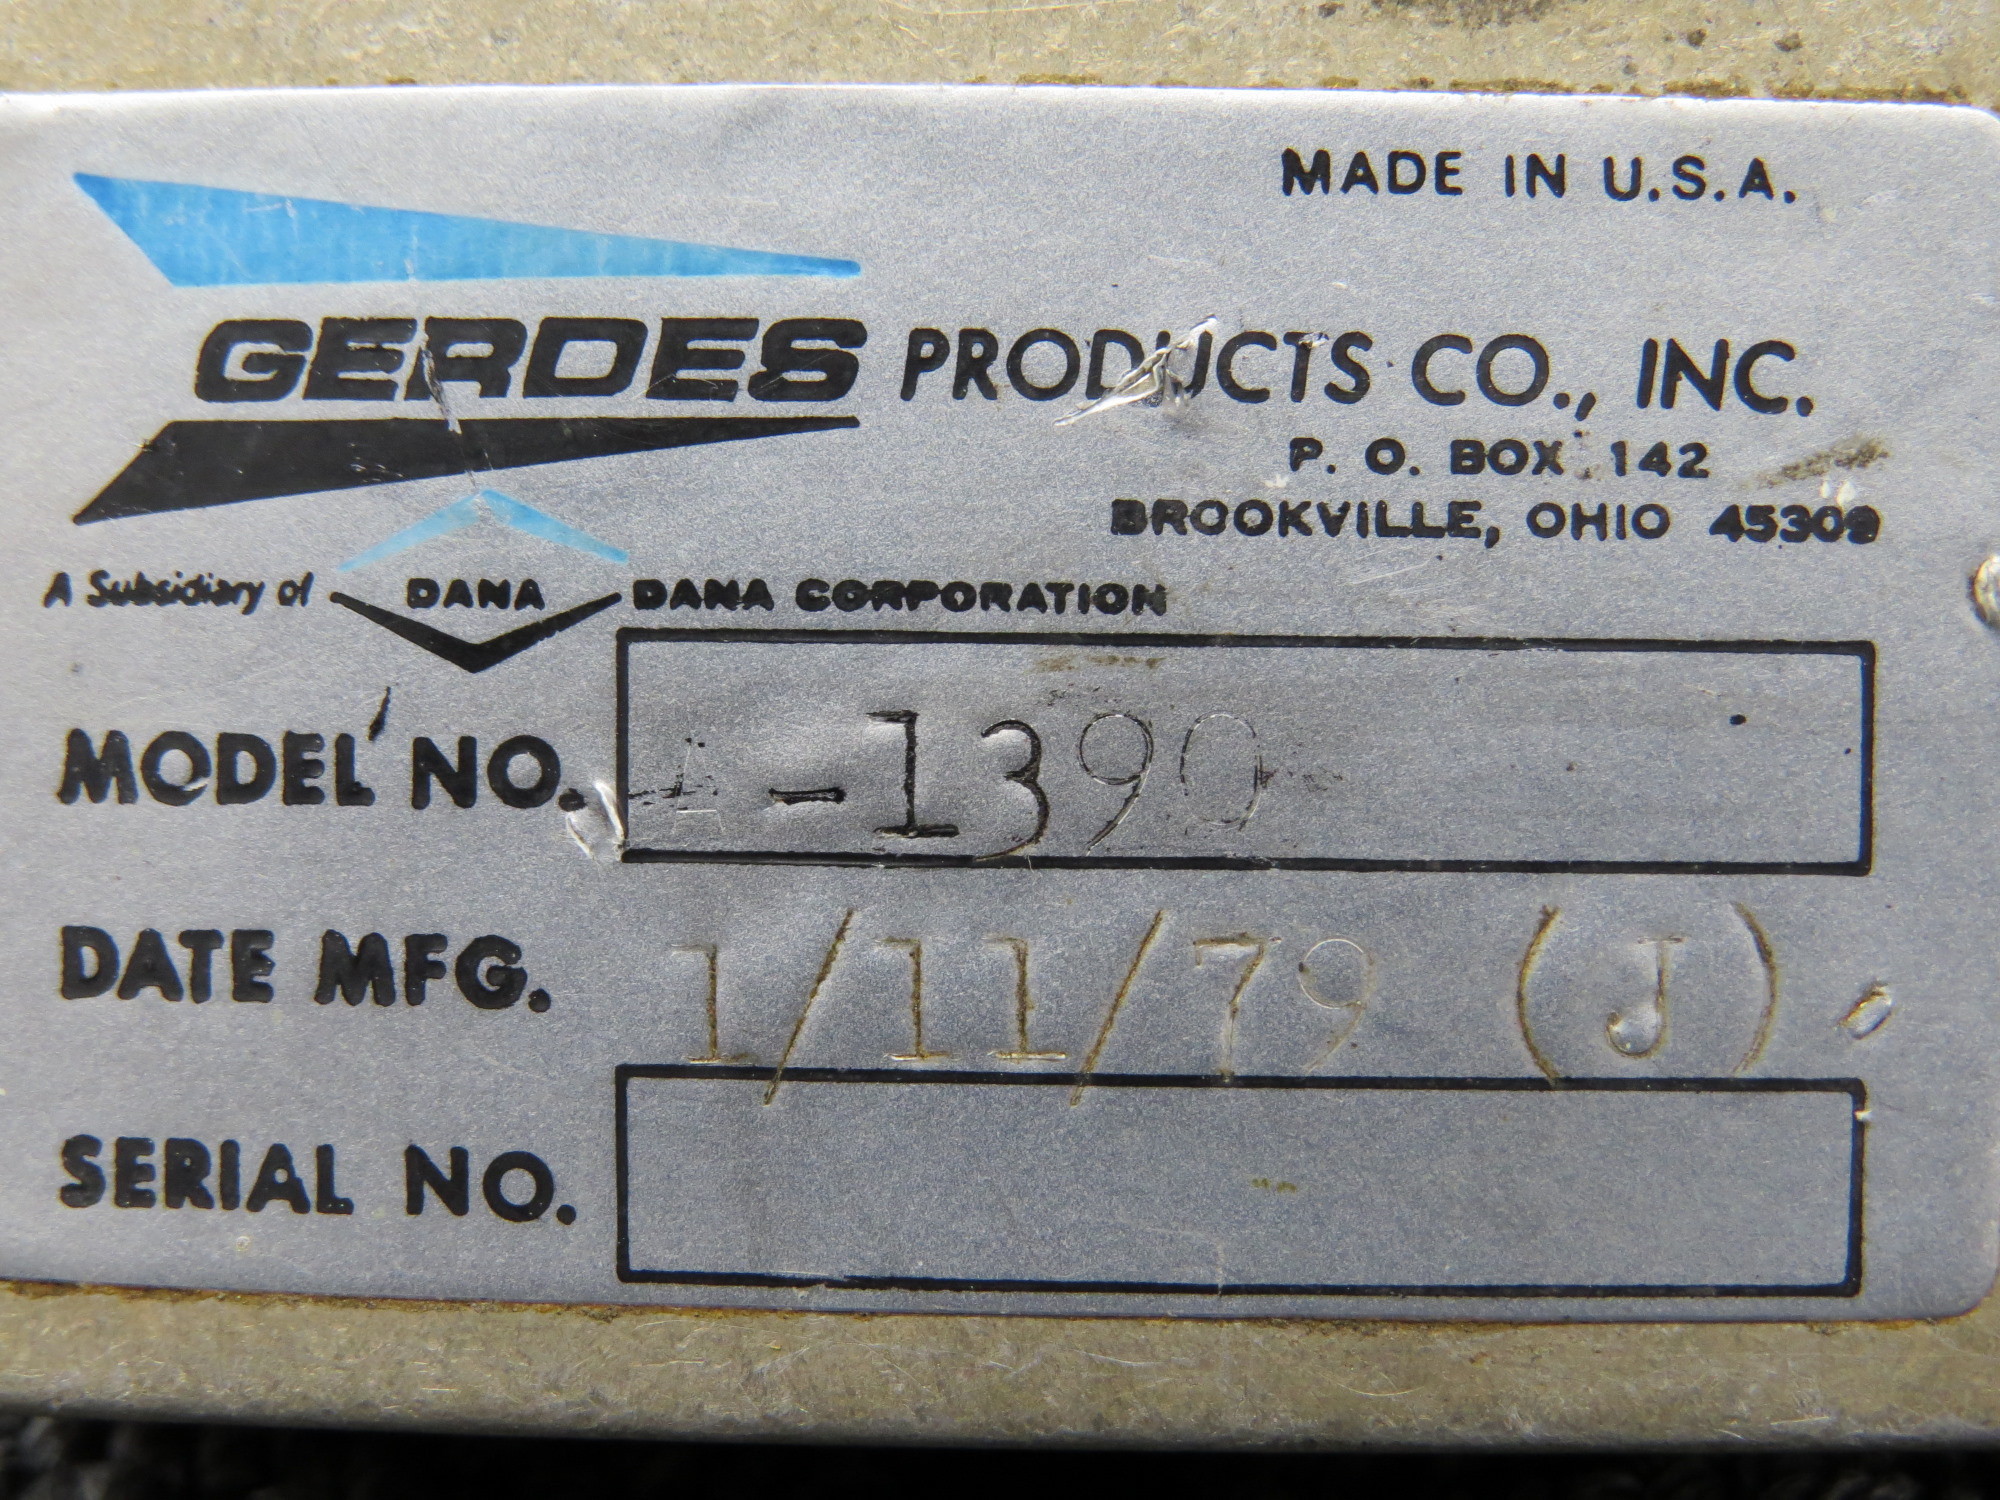 MADE IN U.S.A.
GERDES PRODUCTS CO., INC.
P. O. BOX 142
BROOKVILLE, OHIO 45309
A Subsidiary of DANA DANA CORPORATION
MODEL NO. A-1390
DATE MFG. 1/11/79 (J)
SERIAL NO.